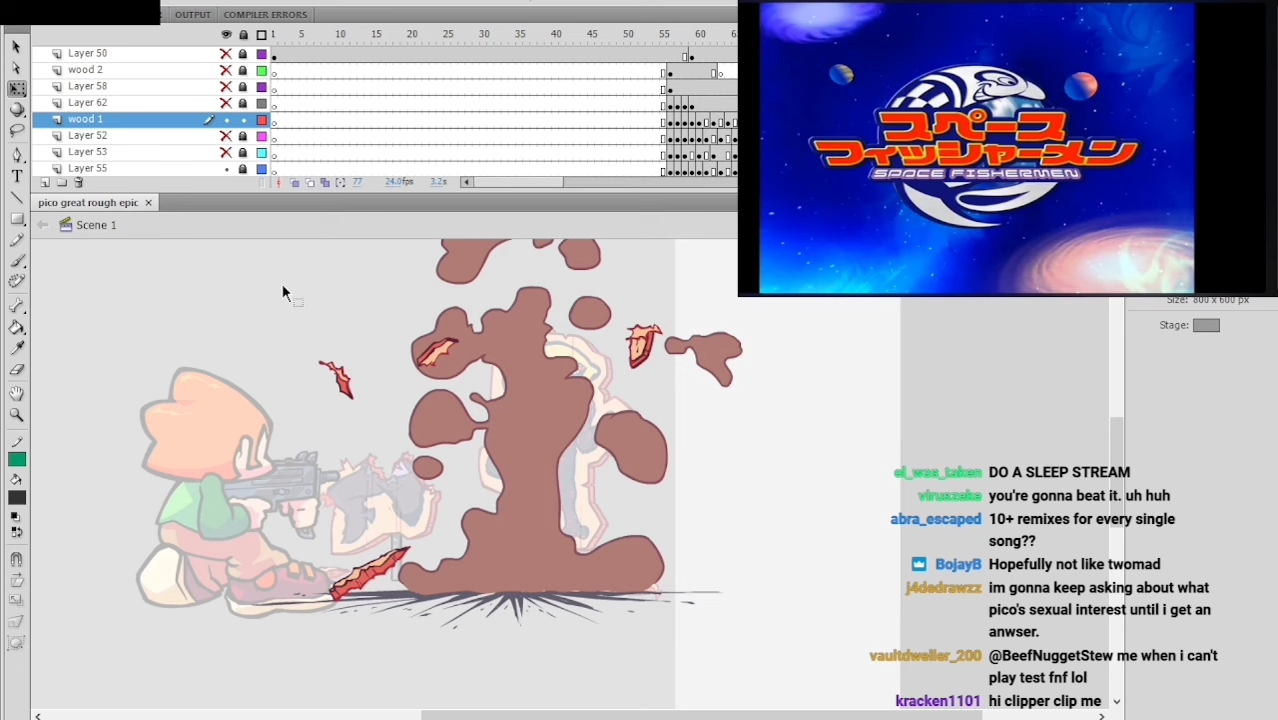 OUTPUT
COMPILER ERRORS
1 5 10 15 20 25 30 35 40 45 50 55 60 65
Layer 50
wood 2
Layer 58
Layer 62
wood 1
Layer 52
Layer 53
Layer 55
77 24.0fps 3.2s
pico great rough epic
Scene 1
スペース
フィッシャーメン
SPACE FISHERMEN
Size: 800 x 600 px
Stage:
el_was_taken DO A SLEEP STREAM
viruszeke you're gonna beat it. uh huh
abra_escaped 10+ remixes for every single
song??
BojayB Hopefully not like twomad
j4dedrawzz im gonna keep asking about what
pico's sexual interest until i get an
anwser.
vaultdweller_200 @BeefNuggetStew me when i can't
play test fnf lol
kracken1101 hi clipper clip me